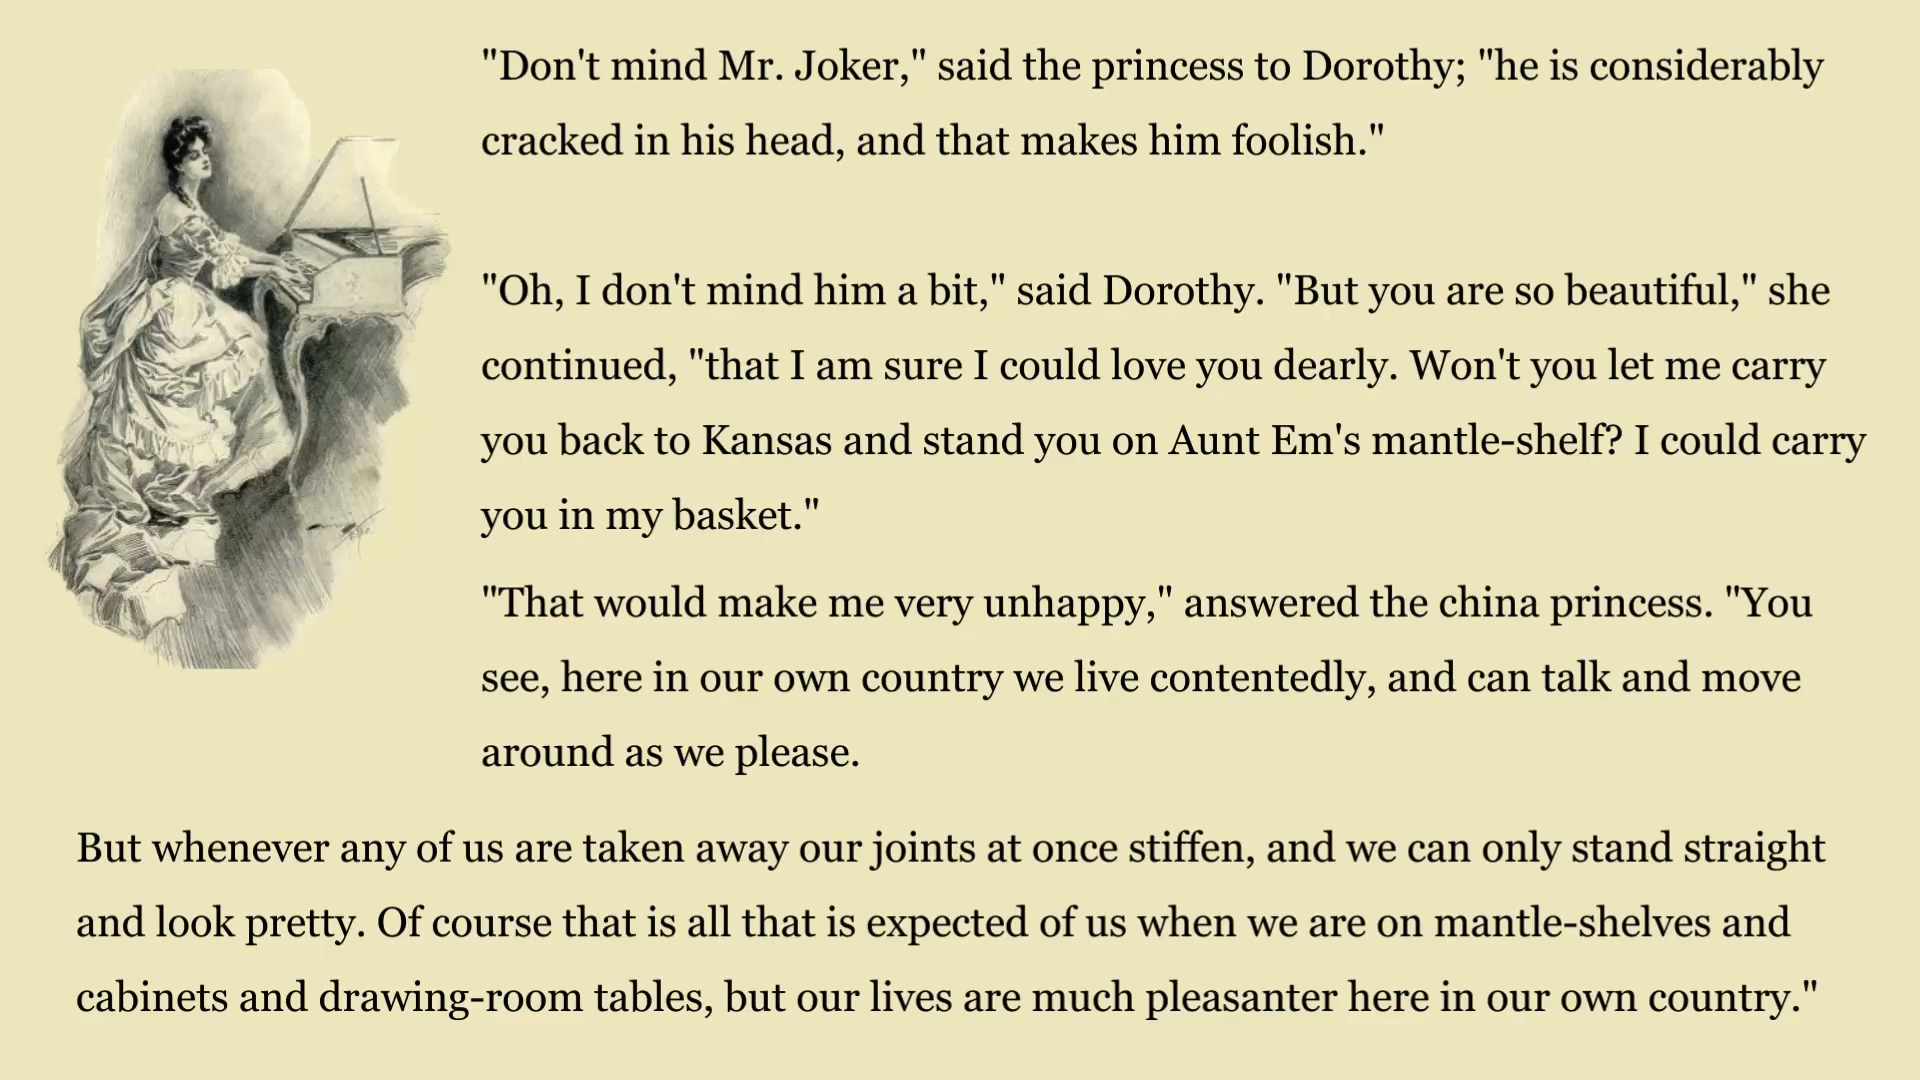 "Don't mind Mr. Joker," said the princess to Dorothy; "he is considerably
cracked in his head, and that makes him foolish."
"Oh, I don't mind him a bit," said Dorothy. "But you are so beautiful," she
continued, "that I am sure I could love you dearly. Won't you let me carry
you back to Kansas and stand you on Aunt Em's mantle-shelf? I could carry
you in my basket."
"That would make me very unhappy," answered the china princess. "You
see, here in our own country we live contentedly, and can talk and move
around as we please.
But whenever any of us are taken away our joints at once stiffen, and we can only stand straight
and look pretty. Of course that is all that is expected of us when we are on mantle-shelves and
cabinets and drawing-room tables, but our lives are much pleasanter here in our own country."